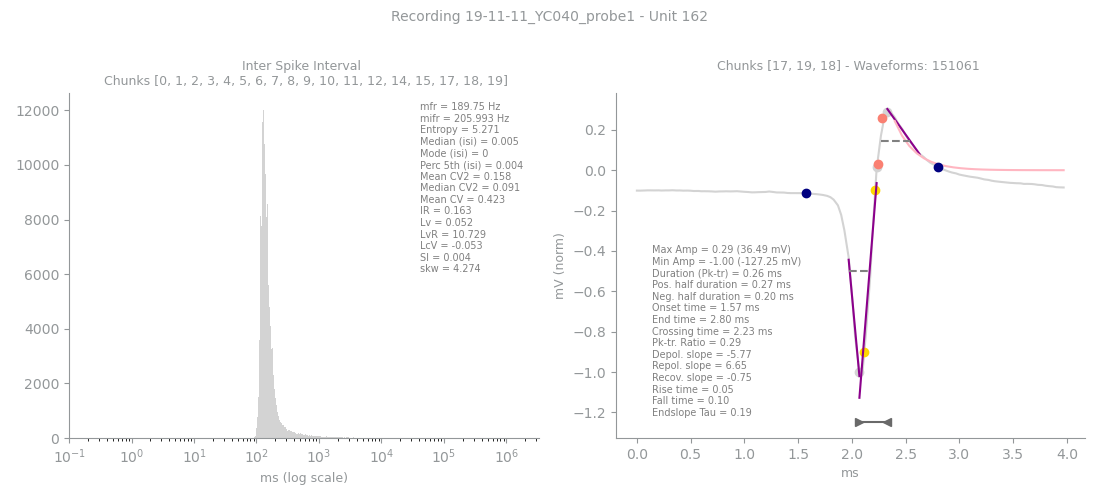 Recording 19-11-11_YC040_probe1 - Unit 162
Inter Spike Interval
Chunks [0, 1, 2, 3, 4, 5, 6, 7, 8, 9, 10, 11, 12, 14, 15, 17, 18, 19]
12000
10000
8000
6000
4000
2000
0
mfr = 189.75 Hz
mifr = 205.993 Hz
Entropy = 5.271
Median (isi) = 0.005
Mode (isi) = 0
Perc 5th (isi) = 0.004
Mean CV2 = 0.158
Median CV2 = 0.091
Mean CV = 0.423
IR = 0.163
Lv = 0.052
LvR = 10.729
LcV = -0.053
SI = 0.004
skw = 4.274
10⁻¹ 10⁰ 10¹ 10² 10³ 10⁴ 10⁵ 10⁶
ms (log scale)
Chunks [17, 19, 18] - Waveforms: 151061
mV (norm)
0.2
0.0
−0.2
−0.4
−0.6
−0.8
−1.0
−1.2
Max Amp = 0.29 (36.49 mV)
Min Amp = -1.00 (-127.25 mV)
Duration (Pk-tr) = 0.26 ms
Pos. half duration = 0.27 ms
Neg. half duration = 0.20 ms
Onset time = 1.57 ms
End time = 2.80 ms
Crossing time = 2.23 ms
Pk-tr. Ratio = 0.29
Depol. slope = -5.77
Repol. slope = 6.65
Recov. slope = -0.75
Rise time = 0.05
Fall time = 0.10
Endslope Tau = 0.19
0.0 0.5 1.0 1.5 2.0 2.5 3.0 3.5 4.0
ms